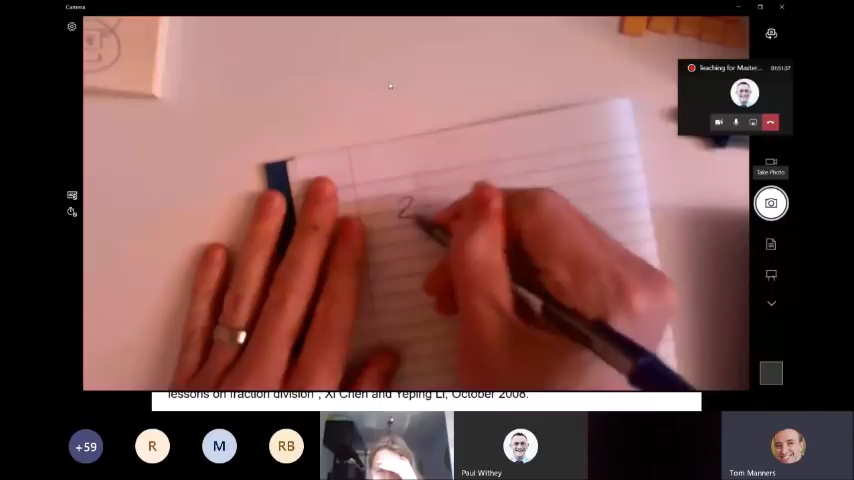 Camera
Teaching for Master...
01:51:37
Take Photo
2
lessons on fraction division", Xi Chen and Yeping Li, October 2008.
+59
R
M
RB
Paul Withey
Tom Manners